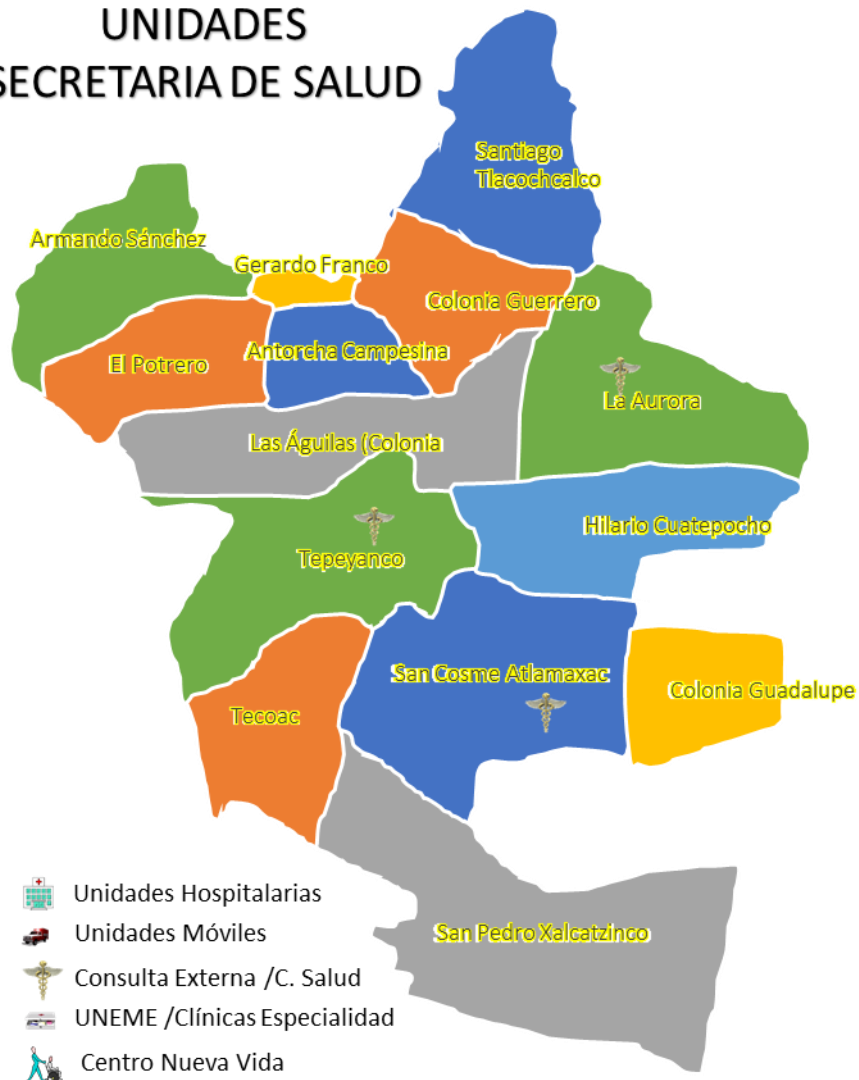 UNIDADES
SECRETARIA DE SALUD
Santiago
Tlacochcalco
Armando Sánchez
Gerardo Franco
Colonia Guerrero
Antorcha Campesina
El Potrero
La Aurora
Las Águilas (Colonia
Hilario Cuatepocho
Tepeyanco
San Cosme Atlamaxac
Colonia Guadalupe
Tecoac
Unidades Hospitalarias
Unidades Móviles
San Pedro Xalcatzinco
Consulta Externa /C. Salud
UNEME /Clínicas Especialidad
Centro Nueva Vida